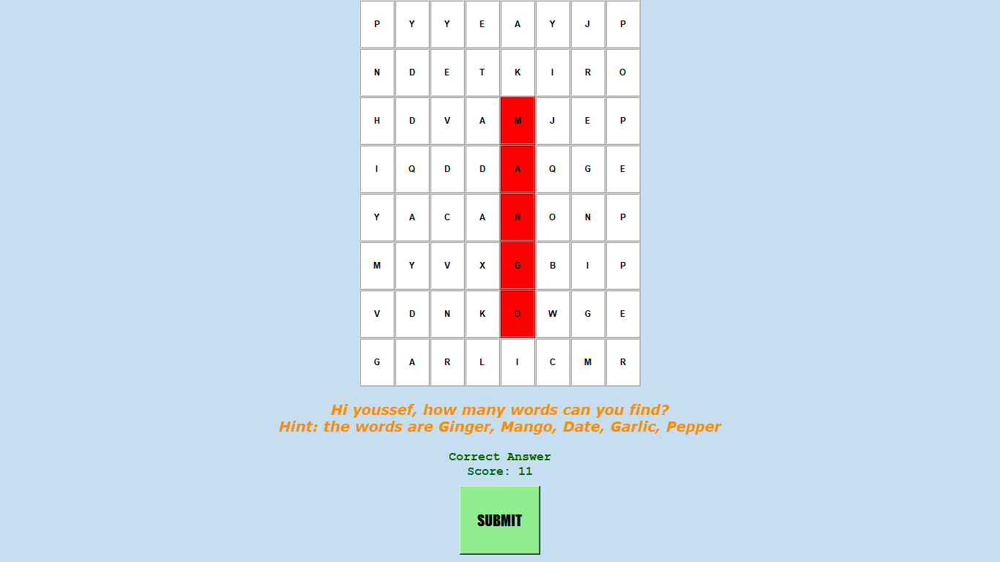 P Y Y E A Y J P
N D E T K I R O
H D V A M J E P
I Q D D A Q G E
Y A C A N O N P
M Y V X G B I P
V D N K O W G E
G A R L I C M R
Hi youssef, how many words can you find?
Hint: the words are Ginger, Mango, Date, Garlic, Pepper
Correct Answer
Score: 11
SUBMIT